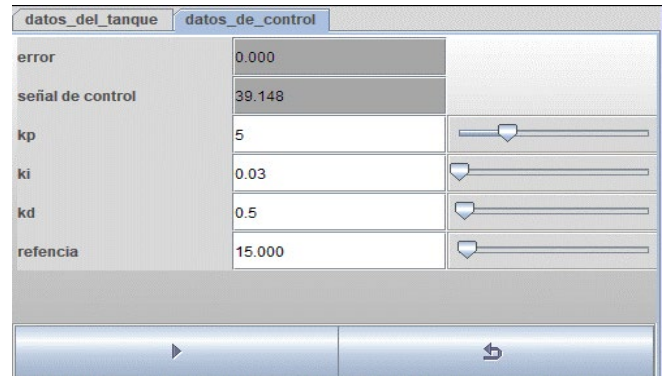 datos_del_tanque datos_de_control
error 0.000
señal de control 39.148
kp 5
ki 0.03
kd 0.5
refencia 15.000